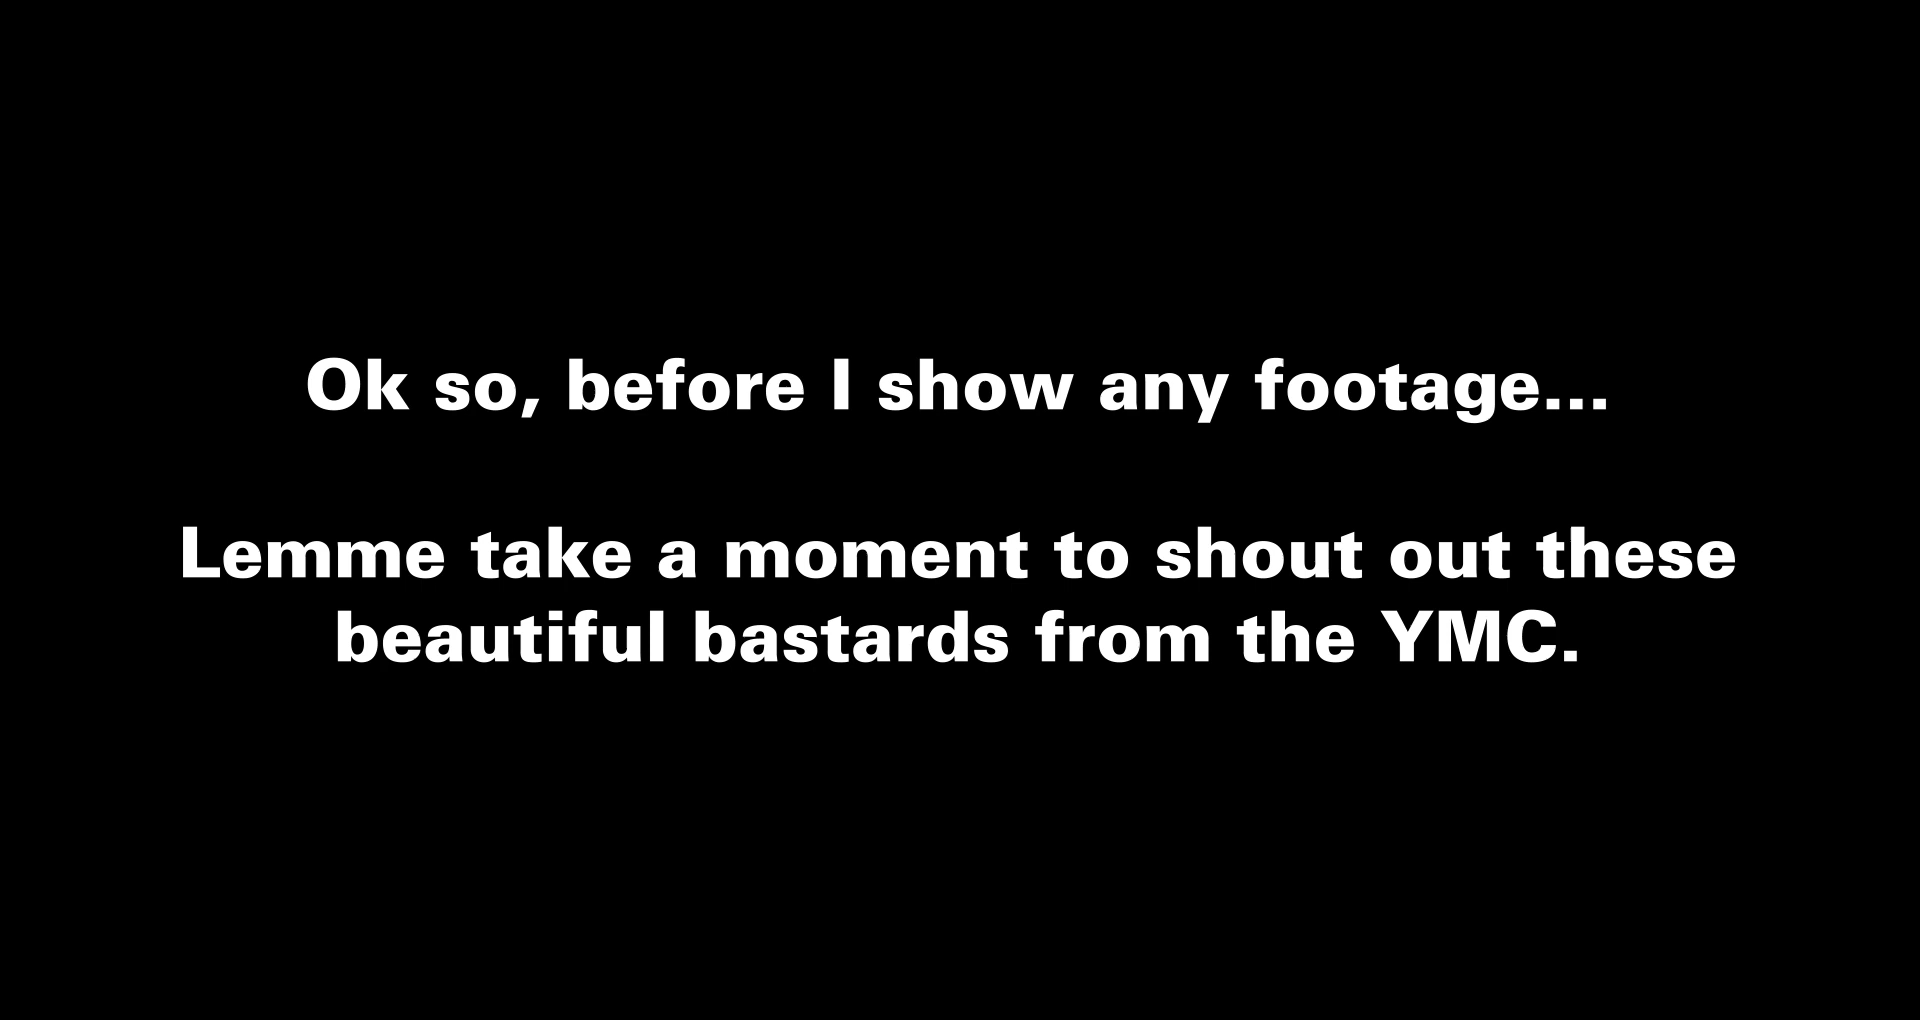 Ok so, before I show any footage...
Lemme take a moment to shout out these
beautiful bastards from the YMC.